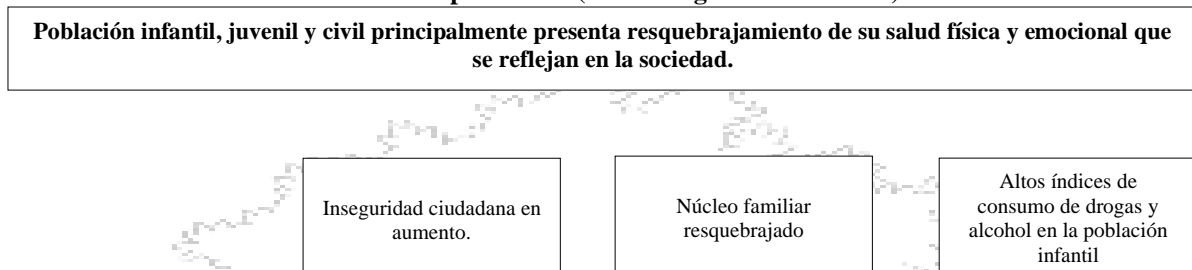 Población infantil, juvenil y civil principalmente presenta resquebrajamiento de su salud física y emocional que
se reflejan en la sociedad.
Inseguridad ciudadana en
aumento.
Núcleo familiar
resquebrajado
Altos índices de
consumo de drogas y
alcohol en la población
infantil